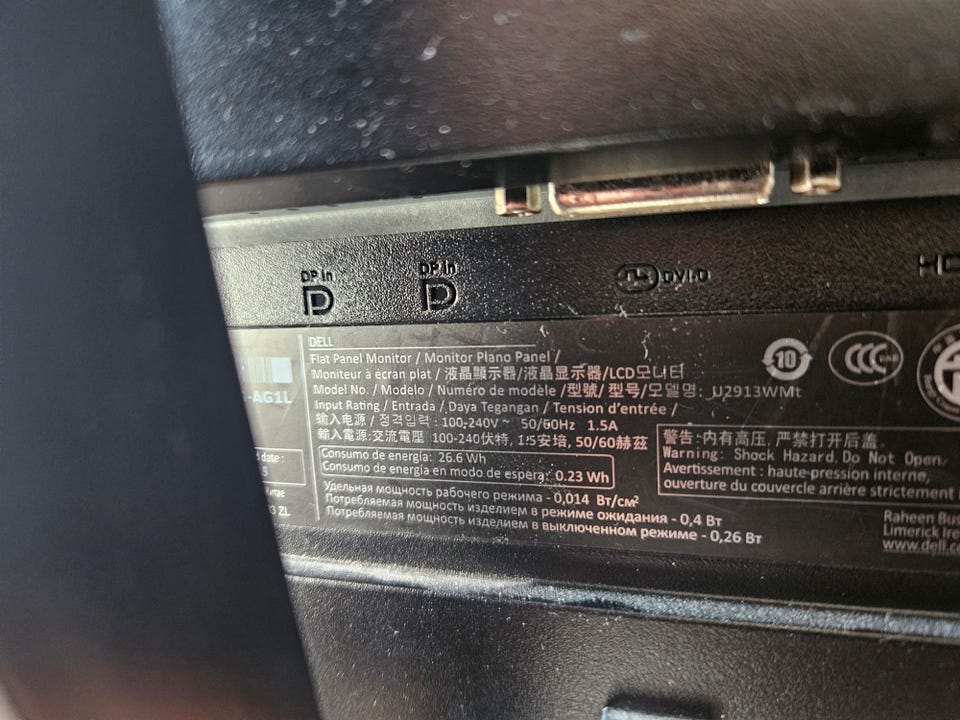 DP in
DP in
DVI-D
DELL
-AG1L
Flat Panel Monitor / Monitor Plano Panel /
Moniteur à écran plat / 液晶顯示器/液晶显示器/LCD모니터
Model No. / Modelo / Numéro de modèle /型號/ 型号/모델명: U2913WMt
Input Rating / Entrada / Daya Tegangan / Tension d'entrée /
输入电源 / 정격입력 : 100-240V~ 50/60Hz 1.5A
輸入電源:交流電壓 100-240伏特, 1.5安培, 50/60赫茲
Consumo de energía: 26.6 Wh
Consumo de energía en modo de espera: 0.23 Wh
Удельная мощность рабочего режима - 0,014 Вт/см²
Потребляемая мощность изделием в режиме ожидания - 0,4 Вт
Потребляемая мощность изделием в выключенном режиме - 0,26 Вт
10
CCC
警告:内有高压, 严禁打开后盖.
Warning: Shock Hazard. Do Not Open.
Avertissement : haute-pression interne,
ouverture du couvercle arrière strictement
Raheen
Limerick
www.dell.
date :
5
ZL